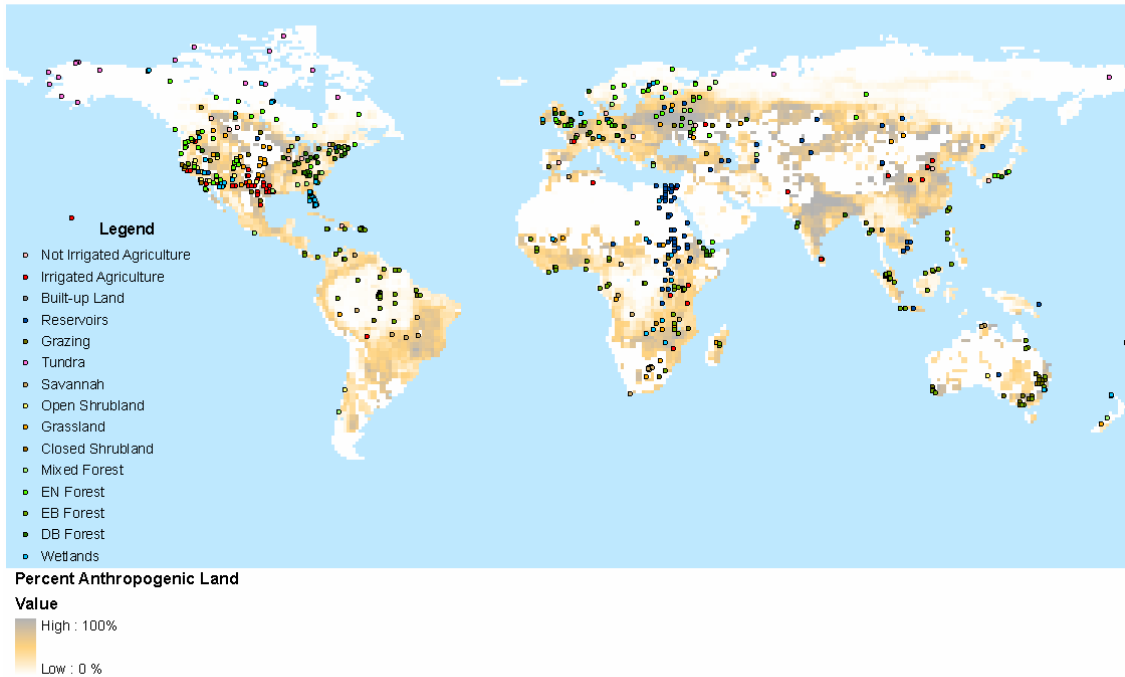 Legend
Not Irrigated Agriculture
Irrigated Agriculture
Built-up Land
Reservoirs
Grazing
Tundra
Savannah
Open Shrubland
Grassland
Closed Shrubland
Mixed Forest
EN Forest
EB Forest
DB Forest
Wetlands
Percent Anthropogenic Land
Value
High : 100%
Low : 0 %